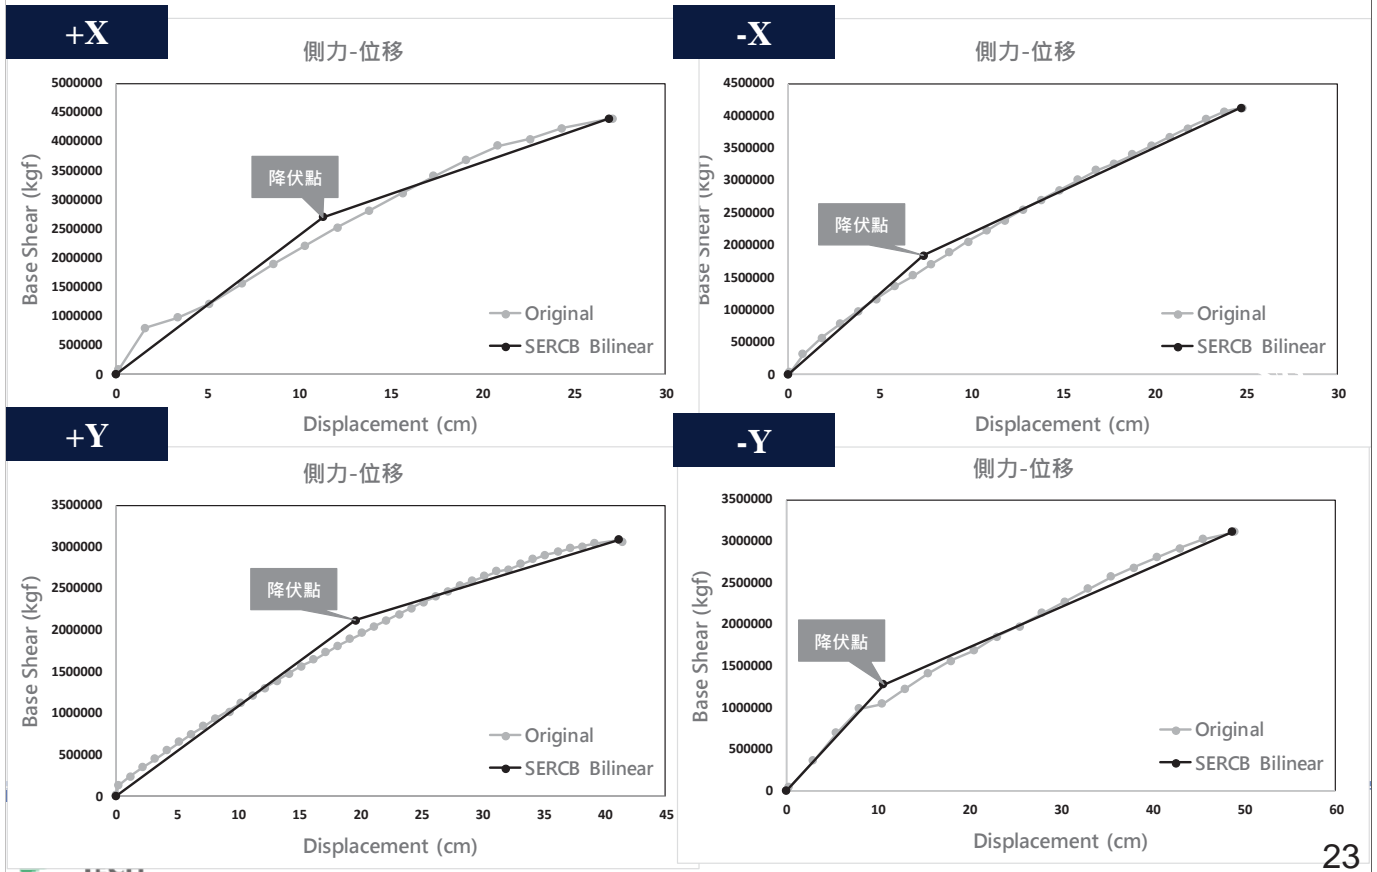 +X
側力-位移
5000000
4500000
4000000
3500000
3000000
2500000
2000000
1500000
1000000
500000
0
Base Shear (kgf)
降伏點
Original
SERCB Bilinear
0 5 10 15 20 25 30
Displacement (cm)
-X
側力-位移
4500000
4000000
3500000
3000000
2500000
2000000
1500000
1000000
500000
0
Base Shear (kgf)
降伏點
Original
SERCB Bilinear
0 5 10 15 20 25 30
Displacement (cm)
+Y
側力-位移
3500000
3000000
2500000
2000000
1500000
1000000
500000
0
Base Shear (kgf)
降伏點
Original
SERCB Bilinear
0 5 10 15 20 25 30 35 40 45
Displacement (cm)
-Y
側力-位移
3500000
3000000
2500000
2000000
1500000
1000000
500000
0
Base Shear (kgf)
降伏點
Original
SERCB Bilinear
0 10 20 30 40 50 60
Displacement (cm)
23